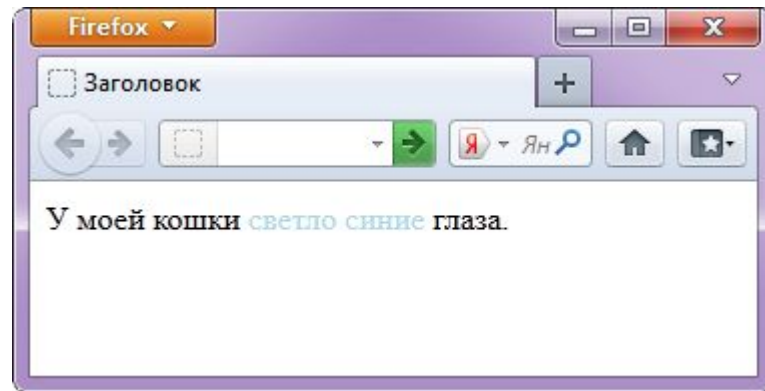 Firefox
Заголовок
Я Ян
У моей кошки светло синие глаза.